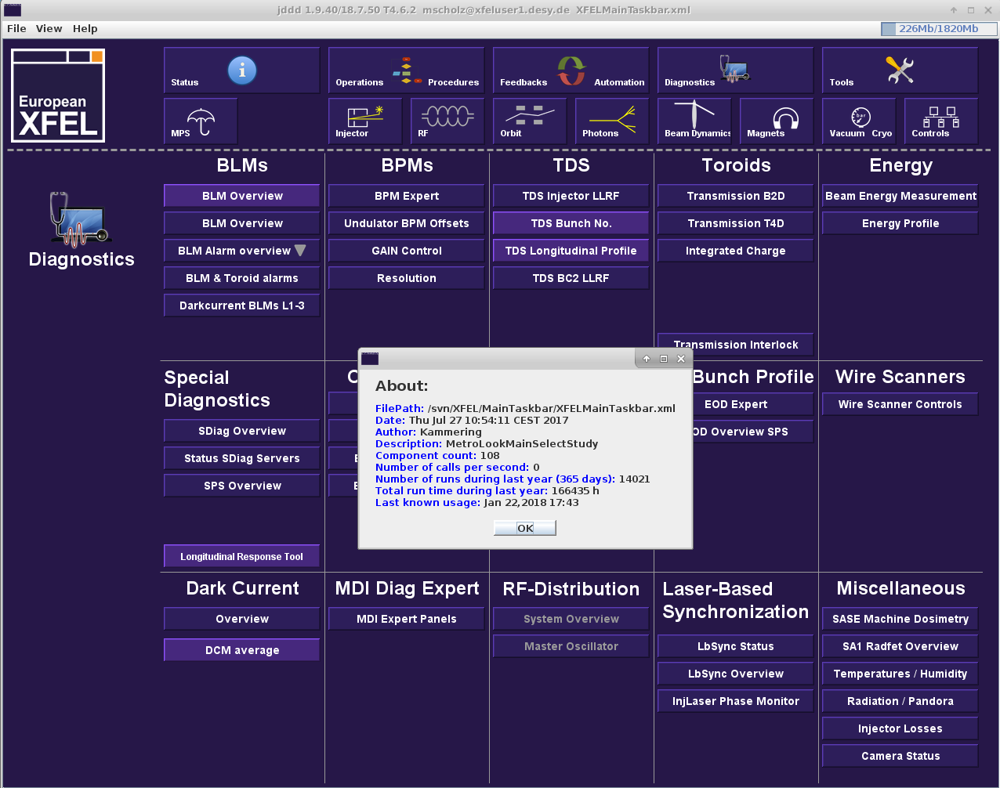 jddd 1.9.40/18.7.50 T4.6.2 mscholz@xfeluser1.desy.de XFELMainTaskbar.xml
File View Help
226Mb/1820Mb
European
XFEL
Status
Operations Procedures
Feedbacks Automation
Diagnostics
Tools
MPS
Injector
RF
Orbit
Photons
Beam Dynamics
Magnets
bar
Vacuum Cryo
Controls
Diagnostics
BLMs
BLM Overview
BLM Overview
BLM Alarm overview
BLM & Toroid alarms
Darkcurrent BLMs L1-3
BPMs
BPM Expert
Undulator BPM Offsets
GAIN Control
Resolution
TDS
TDS Injector LLRF
TDS Bunch No.
TDS Longitudinal Profile
TDS BC2 LLRF
Toroids
Transmission B2D
Transmission T4D
Integrated Charge
Transmission Interlock
Energy
Beam Energy Measurement
Energy Profile
Special
Diagnostics
SDiag Overview
Status SDiag Servers
SPS Overview
Longitudinal Response Tool
About:
FilePath: /svn/XFEL/MainTaskbar/XFELMainTaskbar.xml
Date: Thu Jul 27 10:54:11 CEST 2017
Author: Kammering
Description: MetroLookMainSelectStudy
Component count: 108
Number of calls per second: 0
Number of runs during last year (365 days): 14021
Total run time during last year: 166435 h
Last known usage: Jan 22,2018 17:43
OK
Bunch Profile
EOD Expert
OD Overview SPS
Wire Scanners
Wire Scanner Controls
Dark Current
Overview
DCM average
MDI Diag Expert
MDI Expert Panels
RF-Distribution
System Overview
Master Oscillator
Laser-Based
Synchronization
LbSync Status
LbSync Overview
InjLaser Phase Monitor
Miscellaneous
SASE Machine Dosimetry
SA1 Radfet Overview
Temperatures / Humidity
Radiation / Pandora
Injector Losses
Camera Status